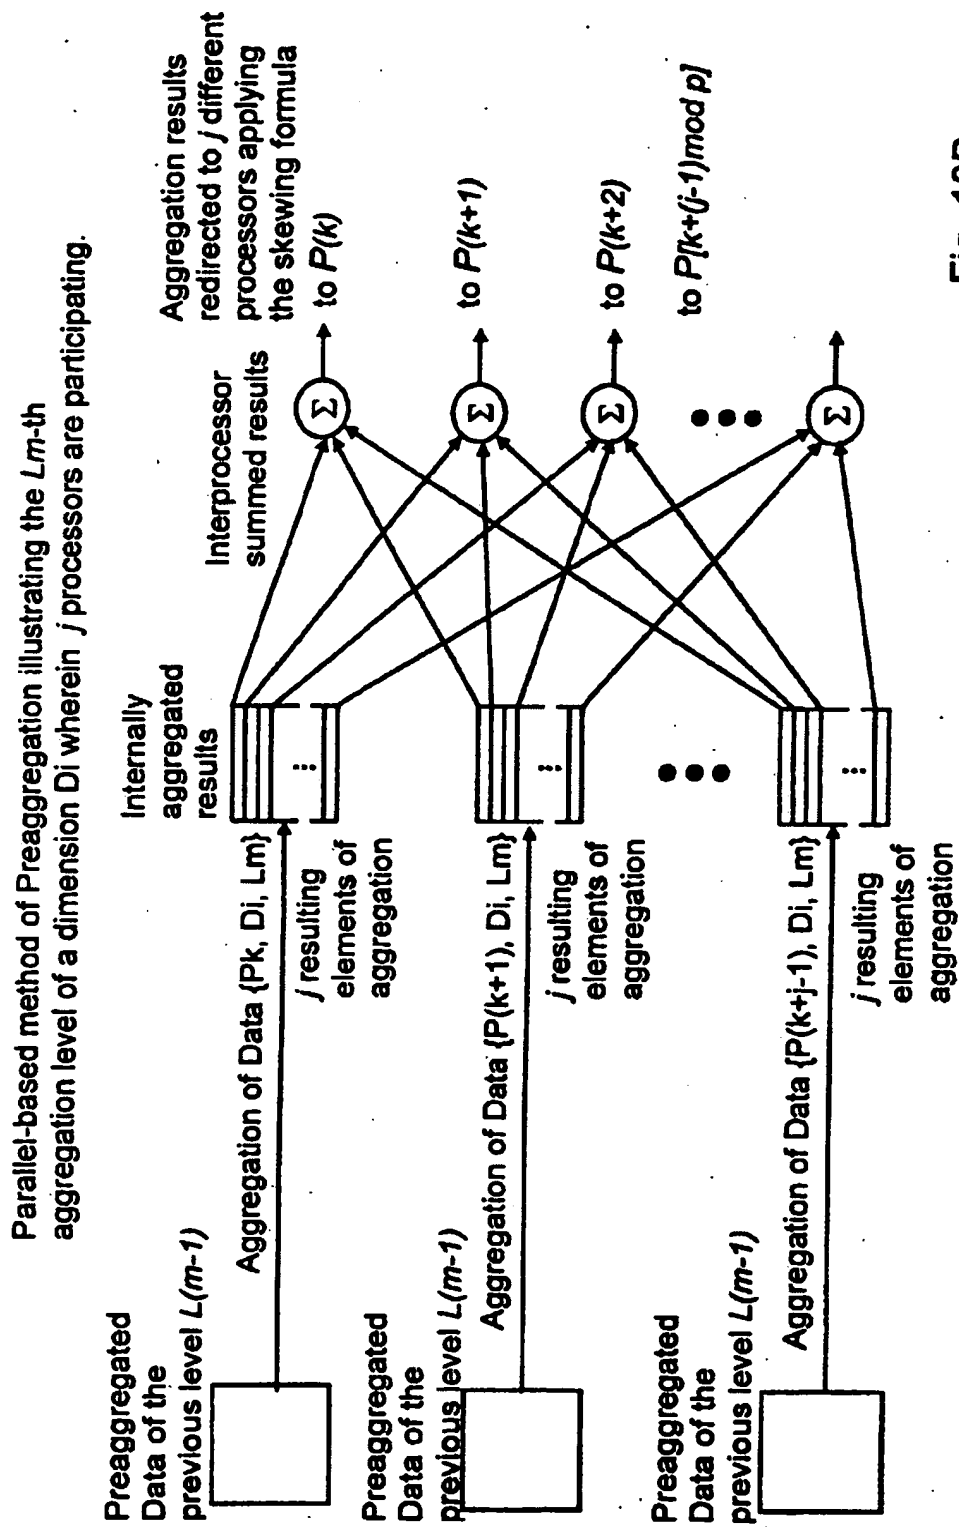 Parallel-based method of Preaggregation illustrating the Lm-th
aggregation level of a dimension Di wherein j processors are participating.
Preaggregated
Data of the
previous level L(m-1)
Aggregation of Data {Pk, Di, Lm}
j resulting
elements of
aggregation
Internally
aggregated
results
Interprocessor
summed results
Aggregation results
redirected to j different
processors applying
the skewing formula
Σ
to P(k)
Preaggregated
Data of the
previous level L(m-1)
Aggregation of Data {P(k+1), Di, Lm}
j resulting
elements of
aggregation
Σ
to P(k+1)
Σ
to P(k+2)
Preaggregated
Data of the
previous level L(m-1)
Aggregation of Data {P(k+j-1), Di, Lm}
j resulting
elements of
aggregation
Σ
to P[k+(j-1)mod p]